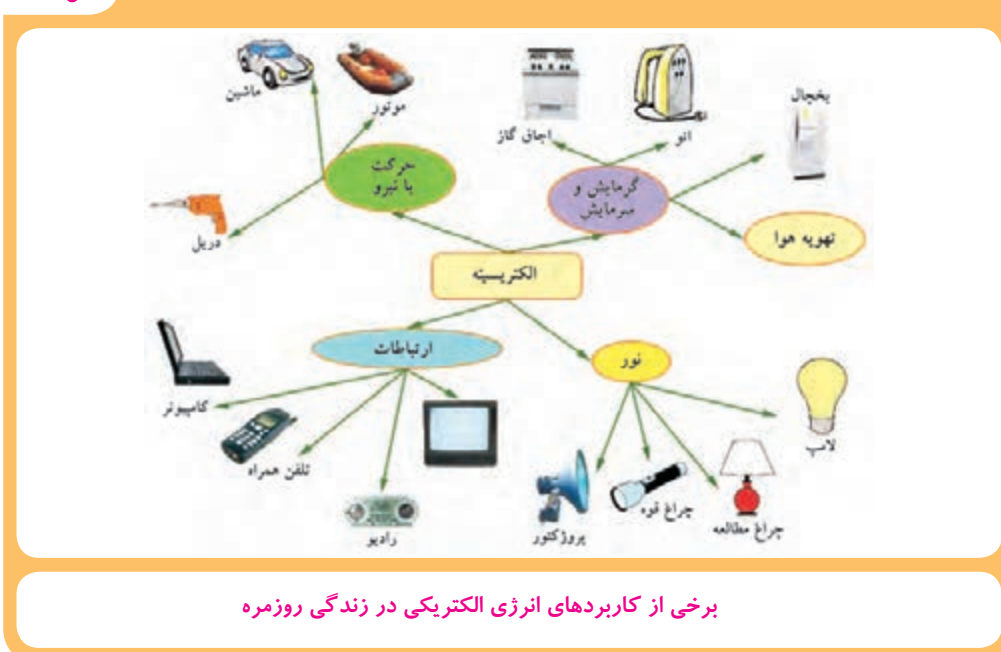 ماشین
موتور
اجاق گاز
اتو
یخچال
حرکت
با نیرو
گرمایش و
سرمایش
دریل
تهویه هوا
الکتریسیته
ارتباطات
نور
کامپیوتر
تلفن همراه
رادیو
پروژکتور
چراغ قوه
چراغ مطالعه
لامپ
برخی از کاربردهای انرژی الکتریکی در زندگی روزمره